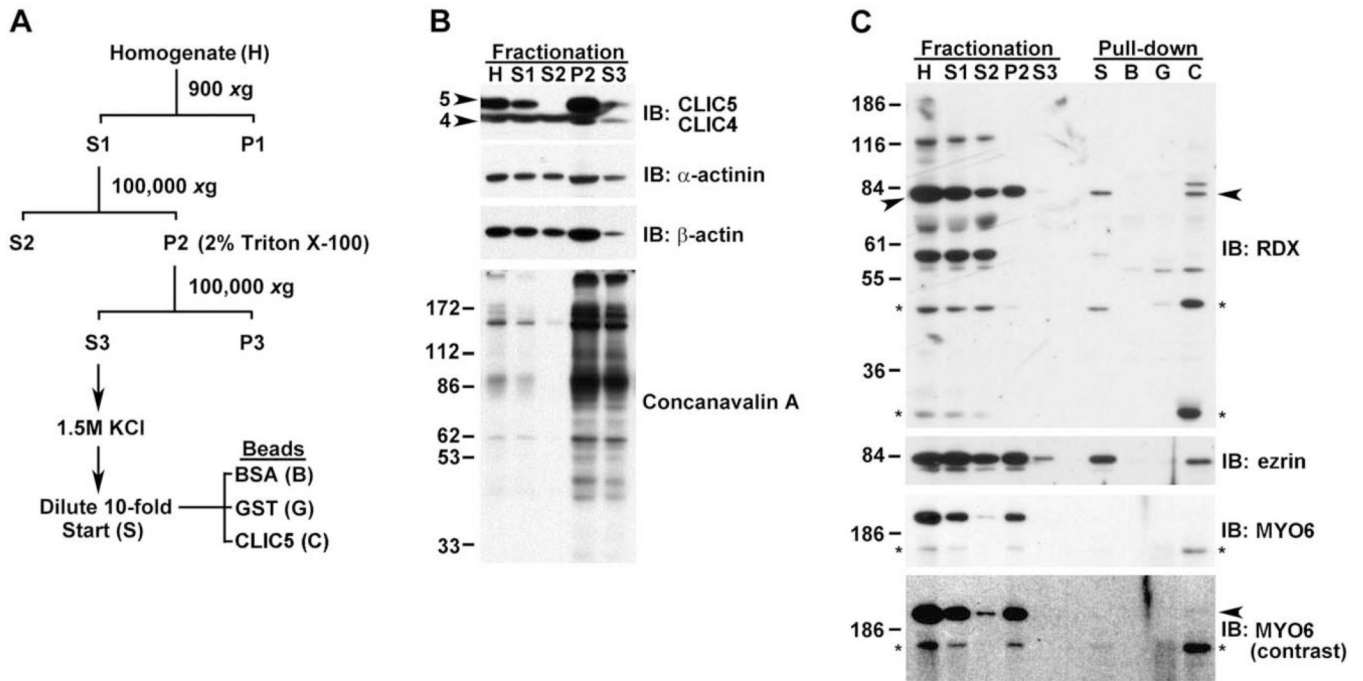 A
Homogenate (H)
900 xg
S1
P1
100,000 xg
S2
P2 (2% Triton X-100)
100,000 xg
S3
P3
1.5M KCl
Dilute 10-fold
Start (S)
Beads
BSA (B)
GST (G)
CLIC5 (C)
B
Fractionation
H S1 S2 P2 S3
5
4
IB: CLIC5
CLIC4
IB: α-actinin
IB: β-actin
172
112
86
62
53
33
Concanavalin A
C
Fractionation
Pull-down
H S1 S2 P2 S3
S B G C
186
116
84
61
55
* *
36
* *
IB: RDX
84
IB: ezrin
186
* *
IB: MYO6
186
* *
IB: MYO6
(contrast)